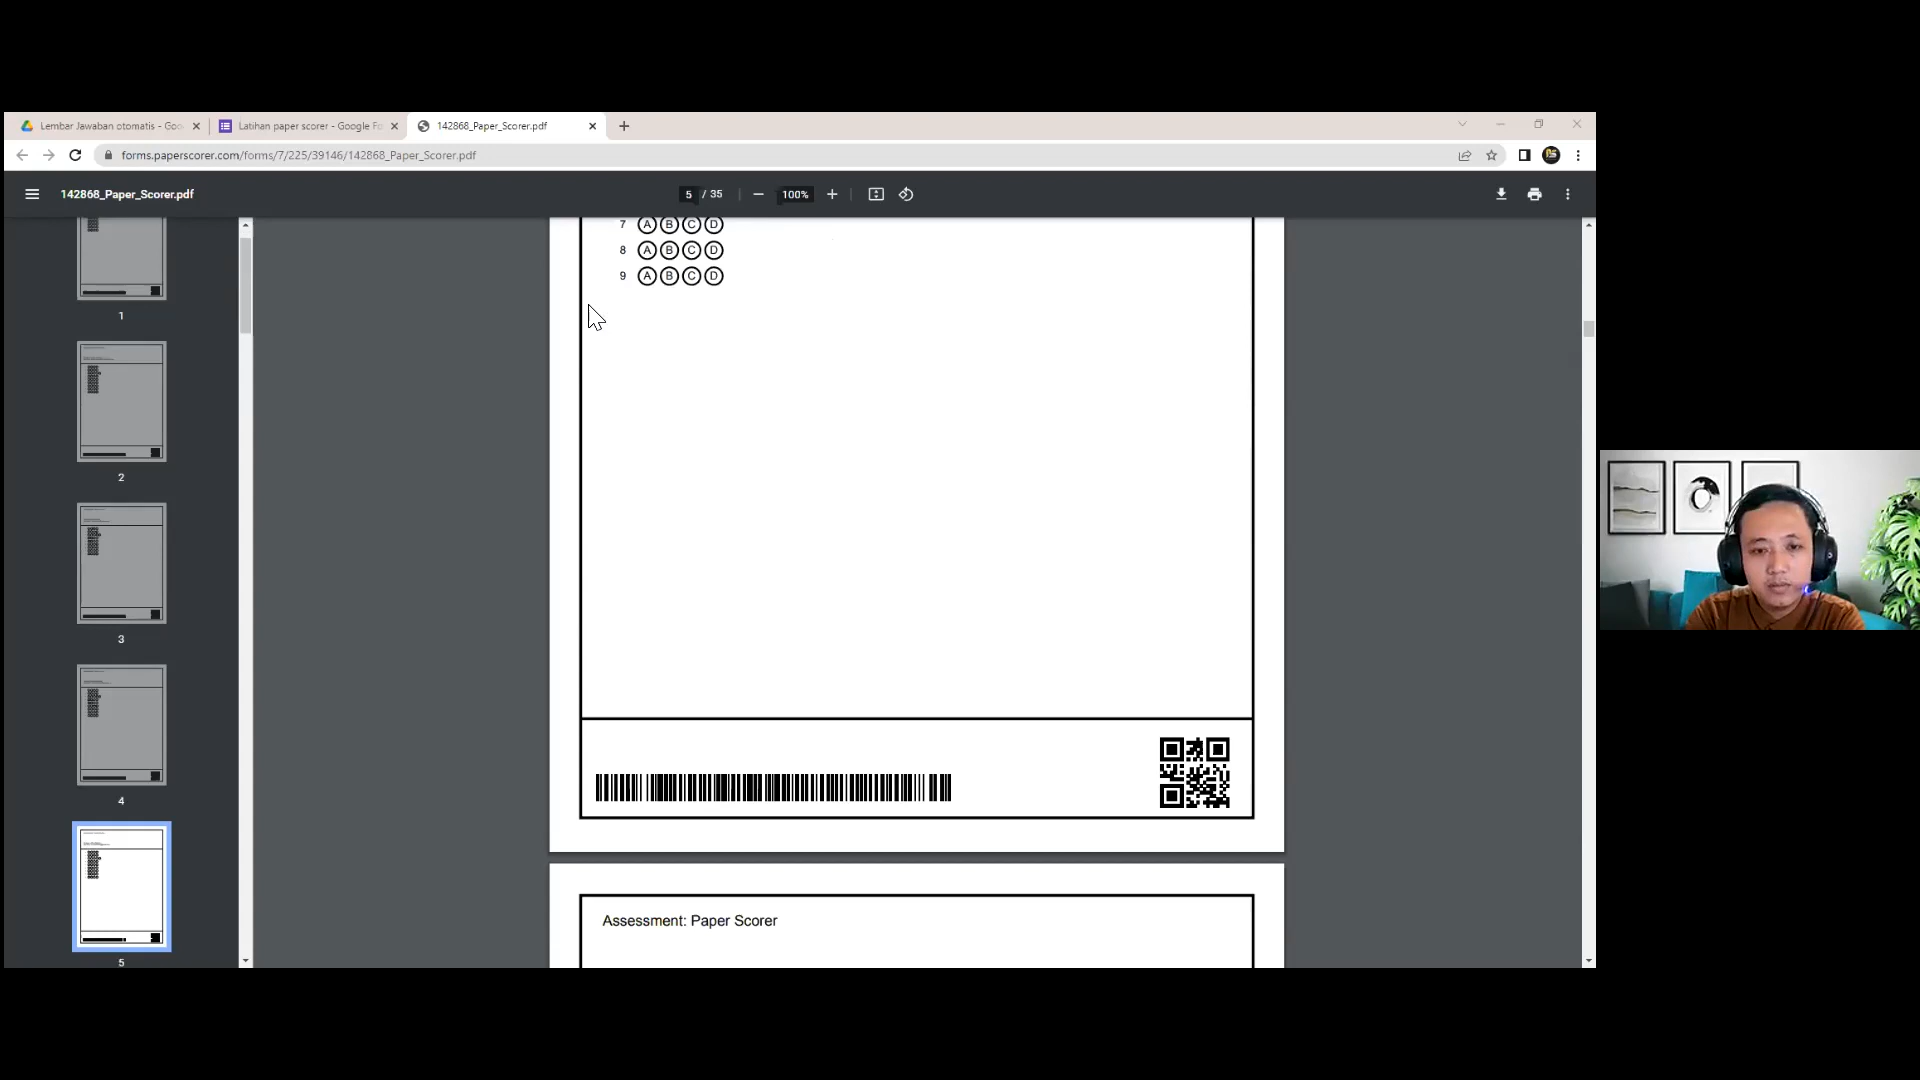 Lembar Jawaban otomatis - Goo
Latihan paper scorer - Google Fo
142868_Paper_Scorer.pdf
forms.paperscorer.com/forms/7/225/39146/142868_Paper_Scorer.pdf
142868_Paper_Scorer.pdf
5 / 35
100%
7 A B C D
8 A B C D
9 A B C D
1
2
3
4
5
Assessment: Paper Scorer